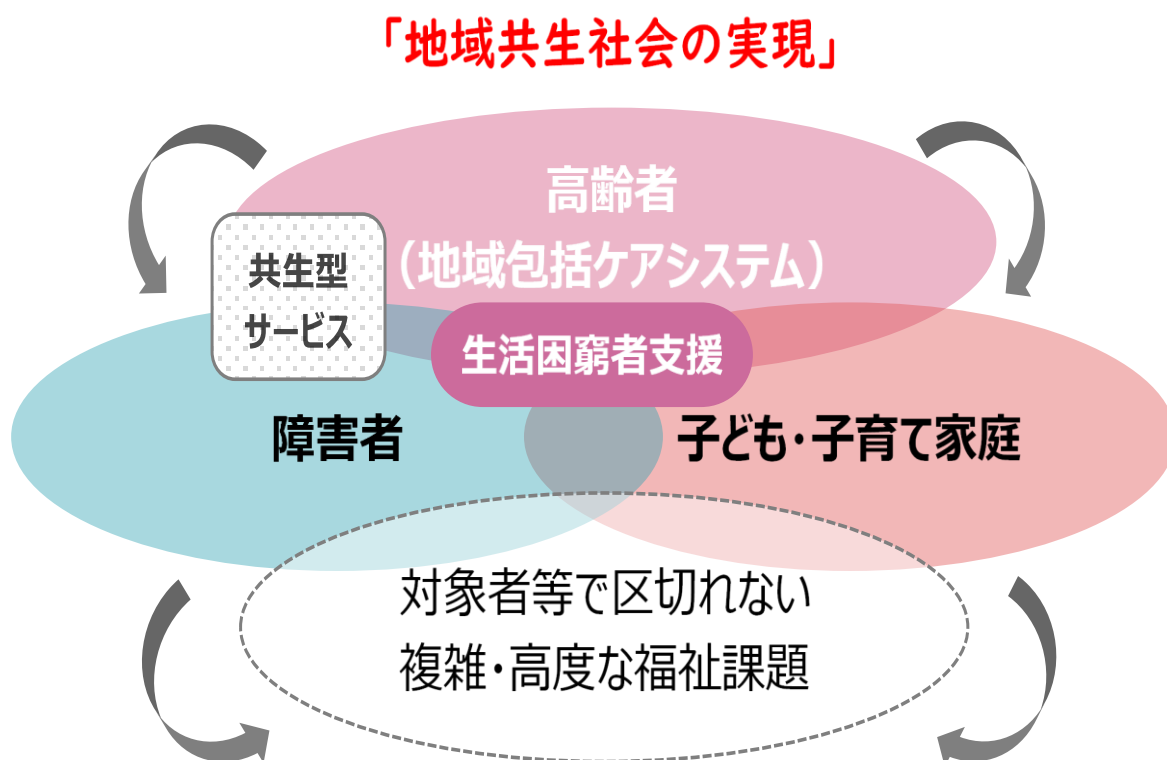 「地域共生社会の実現」
高齢者
(地域包括ケアシステム)
共生型
サービス
生活困窮者支援
障害者
子ども・子育て家庭
対象者等で区切れない
複雑・高度な福祉課題